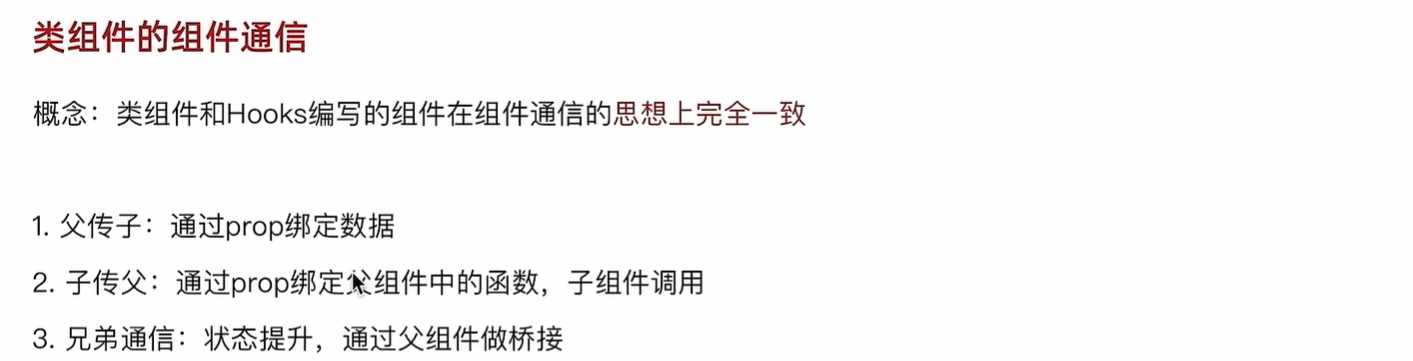 类组件的组件通信
概念：类组件和Hooks编写的组件在组件通信的思想上完全一致
1. 父传子：通过prop绑定数据
2. 子传父：通过prop绑定父组件中的函数，子组件调用
3. 兄弟通信：状态提升，通过父组件做桥接